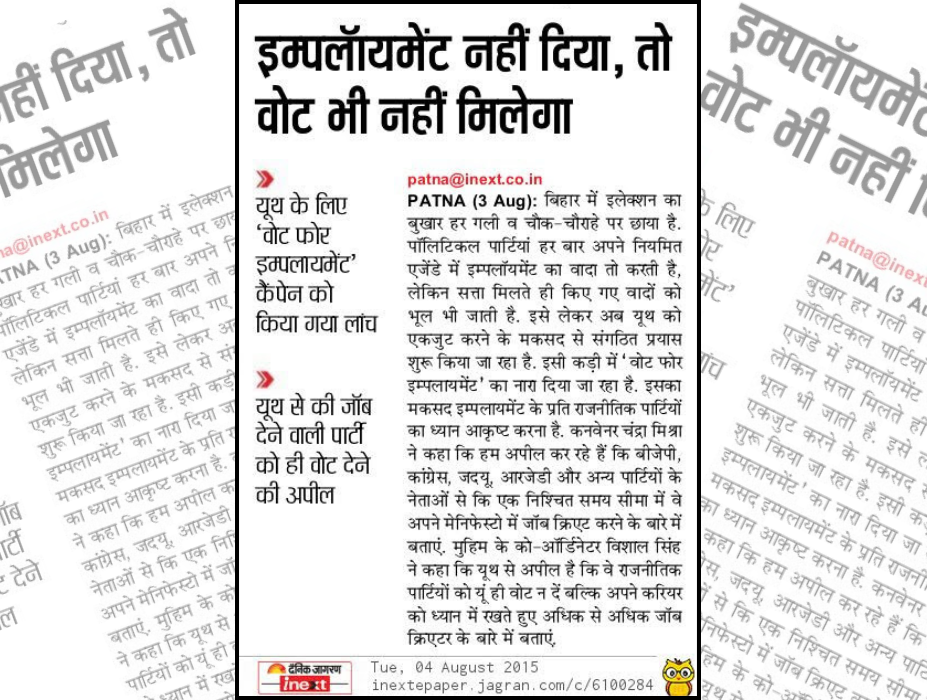 इम्पलॅायमेंट नहीं दिया, तो
वोट भी नहीं मिलेगा
यूथ के लिए
‘वोट फोर
इम्पलायमेंट’
कैंपेन को
किया गया लांच
यूथ से की जॉब
देने वाली पार्टी
को ही वोट देने
की अपील
patna@inext.co.in
PATNA (3 Aug): बिहार में इलेक्शन का
बुखार हर गली व चौक-चौराहे पर छाया है.
पॉलिटिकल पार्टियां हर बार अपने नियमित
एजेंडे में इम्पलॉयमेंट का वादा तो करती है,
लेकिन सत्ता मिलते ही किए गए वादों को
भूल भी जाती है. इसे लेकर अब यूथ को
एकजुट करने के मकसद से संगठित प्रयास
शुरू किया जा रहा है. इसी कड़ी में ‘वोट फोर
इम्पलायमेंट’ का नारा दिया जा रहा है. इसका
मकसद इम्पलायमेंट के प्रति राजनीतिक पार्टियों
का ध्यान आकृष्ट करना है. कनवेनर चंद्रा मिश्रा
ने कहा कि हम अपील कर रहे हैं कि बीजेपी,
कांग्रेस, जदयू, आरजेडी और अन्य पार्टियों के
नेताओं से कि एक निश्चित समय सीमा में वे
अपने मेनिफेस्टो में जॉब क्रिएट करने के बारे में
बताएं. मुहिम के को-ऑर्डिनेटर विशाल सिंह
ने कहा कि यूथ से अपील है कि वे राजनीतिक
पार्टियों को यूं ही वोट न दें बल्कि अपने करियर
को ध्यान में रखते हुए अधिक से अधिक जॉब
क्रिएटर के बारे में बताएं.
दैनिक जागरण
inext
Tue, 04 August 2015
inextepaper.jagran.com/c/6100284